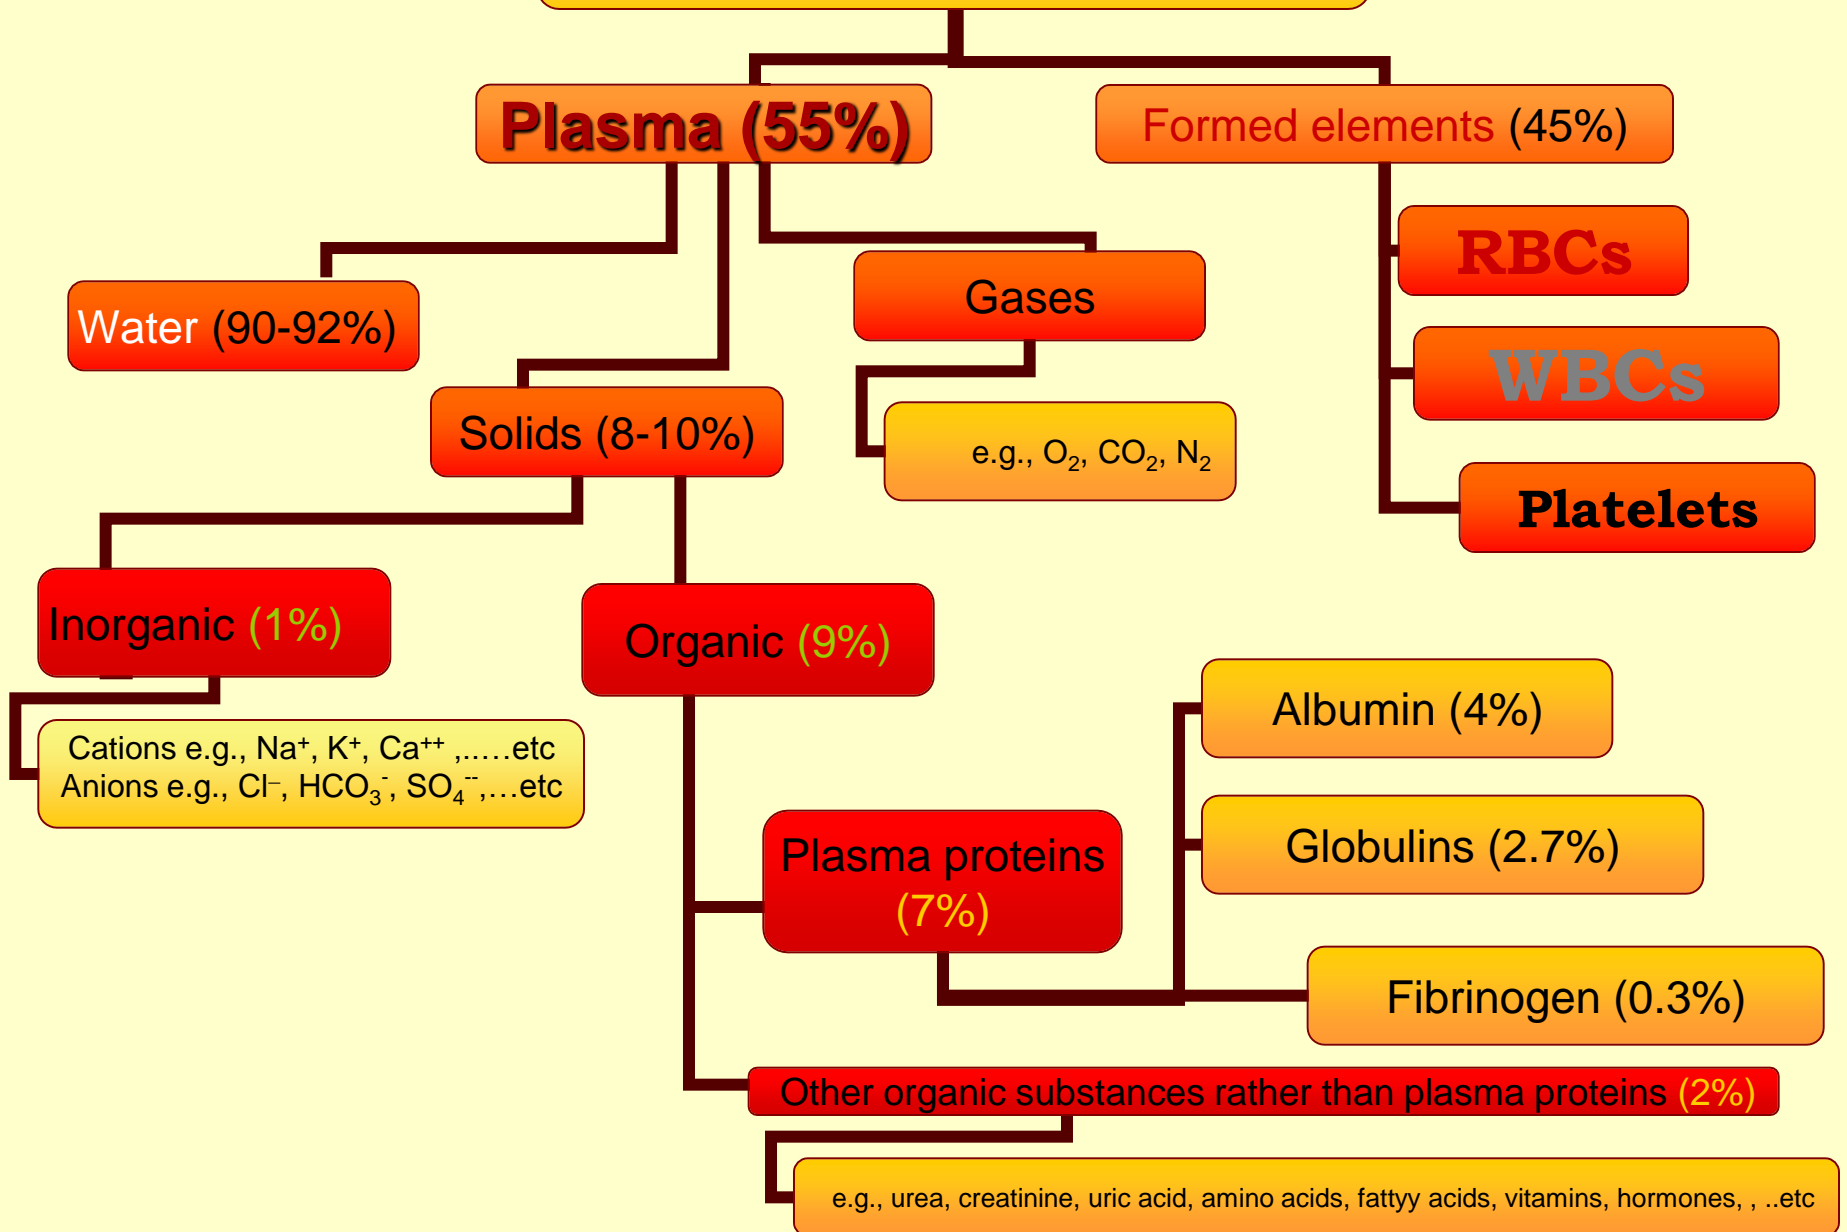 Plasma (55%)
Formed elements (45%)
RBCs
WBCs
Platelets
Water (90-92%)
Gases
e.g., O₂, CO₂, N₂
Solids (8-10%)
Inorganic (1%)
Cations e.g., Na⁺, K⁺, Ca⁺⁺ ,..…etc
Anions e.g., Cl⁻, HCO₃⁻, SO₄⁻⁻,…etc
Organic (9%)
Plasma proteins
(7%)
Albumin (4%)
Globulins (2.7%)
Fibrinogen (0.3%)
Other organic substances rather than plasma proteins (2%)
e.g., urea, creatinine, uric acid, amino acids, fattyy acids, vitamins, hormones, , ..etc